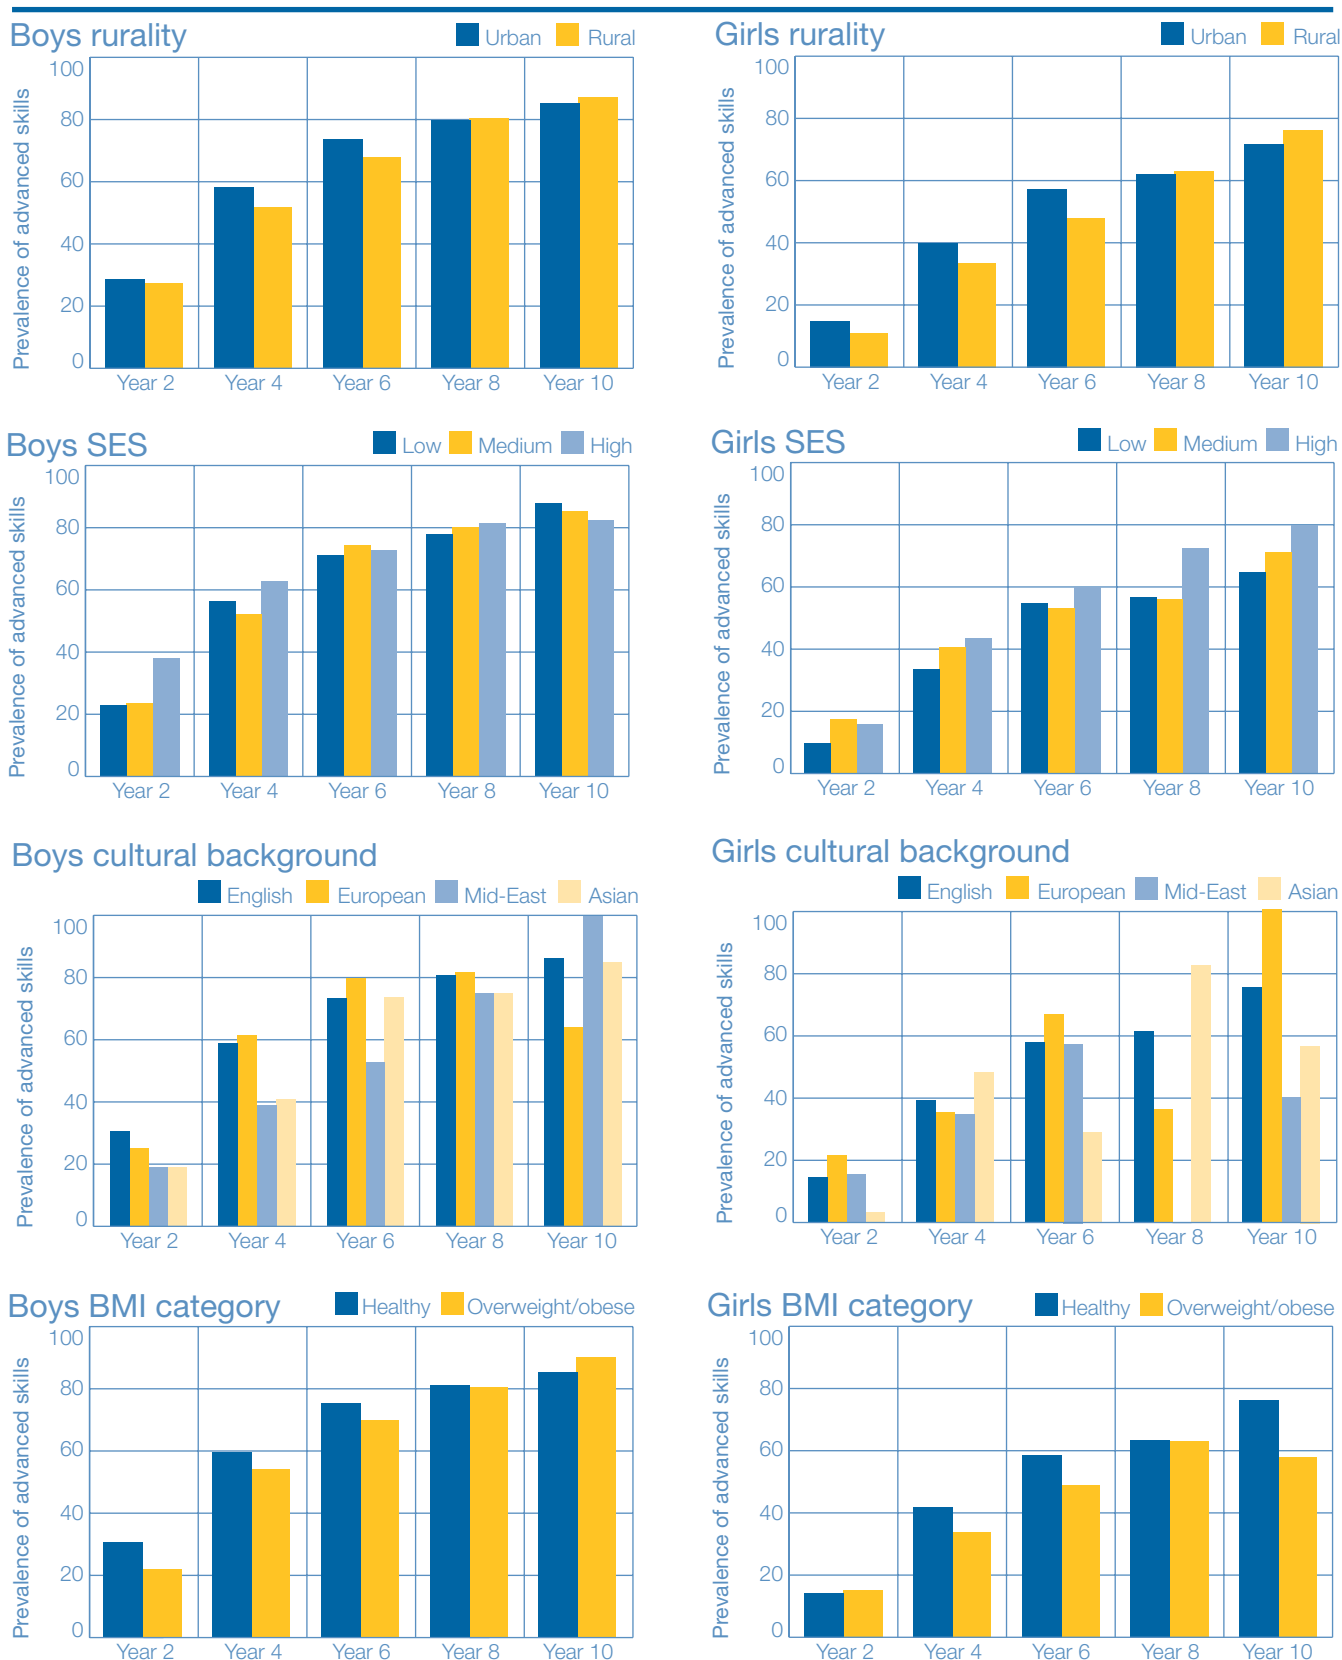 Boys rurality
Urban Rural
Prevalence of advanced skills
100
80
60
40
20
0
Year 2 Year 4 Year 6 Year 8 Year 10
Girls rurality
Urban Rural
Prevalence of advanced skills
100
80
60
40
20
0
Year 2 Year 4 Year 6 Year 8 Year 10
Boys SES
Low Medium High
Prevalence of advanced skills
100
80
60
40
20
0
Year 2 Year 4 Year 6 Year 8 Year 10
Girls SES
Low Medium High
Prevalence of advanced skills
100
80
60
40
20
0
Year 2 Year 4 Year 6 Year 8 Year 10
Boys cultural background
English European Mid-East Asian
Prevalence of advanced skills
100
80
60
40
20
0
Year 2 Year 4 Year 6 Year 8 Year 10
Girls cultural background
English European Mid-East Asian
Prevalence of advanced skills
100
80
60
40
20
0
Year 2 Year 4 Year 6 Year 8 Year 10
Boys BMI category
Healthy Overweight/obese
Prevalence of advanced skills
100
80
60
40
20
0
Year 2 Year 4 Year 6 Year 8 Year 10
Girls BMI category
Healthy Overweight/obese
Prevalence of advanced skills
100
80
60
40
20
0
Year 2 Year 4 Year 6 Year 8 Year 10